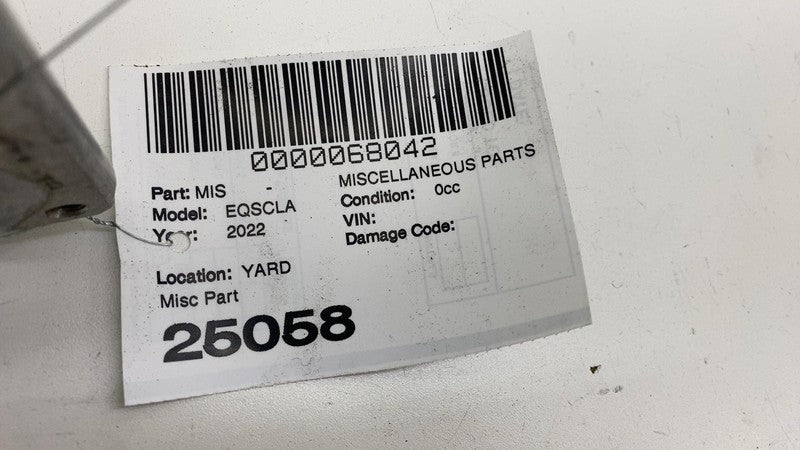 0000068042
Part: MIS - MISCELLANEOUS PARTS
Model: EQSCLA Condition: 0cc
Year: 2022 VIN:
Damage Code:
Location: YARD
Misc Part
25058